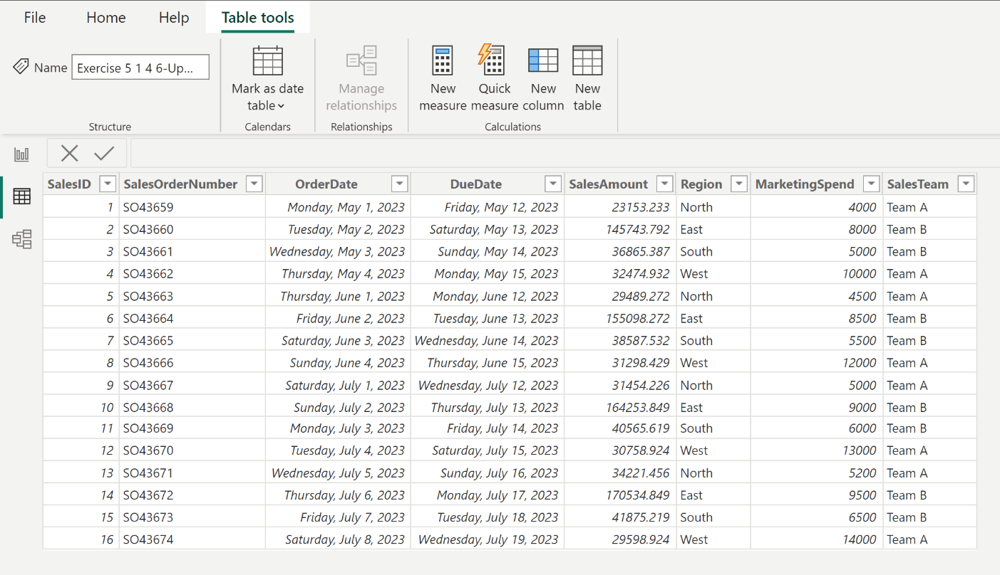 File Home Help Table tools
Name Exercise 5 1 4 6-Up...
Mark as date table
Manage relationships
New measure
Quick measure
New column
New table
Structure Calendars Relationships Calculations
SalesID SalesOrderNumber OrderDate DueDate SalesAmount Region MarketingSpend SalesTeam
1 SO43659 Monday, May 1, 2023 Friday, May 12, 2023 23153.233 North 4000 Team A
2 SO43660 Tuesday, May 2, 2023 Saturday, May 13, 2023 145743.792 East 8000 Team B
3 SO43661 Wednesday, May 3, 2023 Sunday, May 14, 2023 36865.387 South 5000 Team B
4 SO43662 Thursday, May 4, 2023 Monday, May 15, 2023 32474.932 West 10000 Team A
5 SO43663 Thursday, June 1, 2023 Monday, June 12, 2023 29489.272 North 4500 Team A
6 SO43664 Friday, June 2, 2023 Tuesday, June 13, 2023 155098.272 East 8500 Team B
7 SO43665 Saturday, June 3, 2023 Wednesday, June 14, 2023 38587.532 South 5500 Team B
8 SO43666 Sunday, June 4, 2023 Thursday, June 15, 2023 31298.429 West 12000 Team A
9 SO43667 Saturday, July 1, 2023 Wednesday, July 12, 2023 31454.226 North 5000 Team A
10 SO43668 Sunday, July 2, 2023 Thursday, July 13, 2023 164253.849 East 9000 Team B
11 SO43669 Monday, July 3, 2023 Friday, July 14, 2023 40565.619 South 6000 Team B
12 SO43670 Tuesday, July 4, 2023 Saturday, July 15, 2023 30758.924 West 13000 Team A
13 SO43671 Wednesday, July 5, 2023 Sunday, July 16, 2023 34221.456 North 5200 Team A
14 SO43672 Thursday, July 6, 2023 Monday, July 17, 2023 170534.849 East 9500 Team B
15 SO43673 Friday, July 7, 2023 Tuesday, July 18, 2023 41875.219 South 6500 Team B
16 SO43674 Saturday, July 8, 2023 Wednesday, July 19, 2023 29598.924 West 14000 Team A